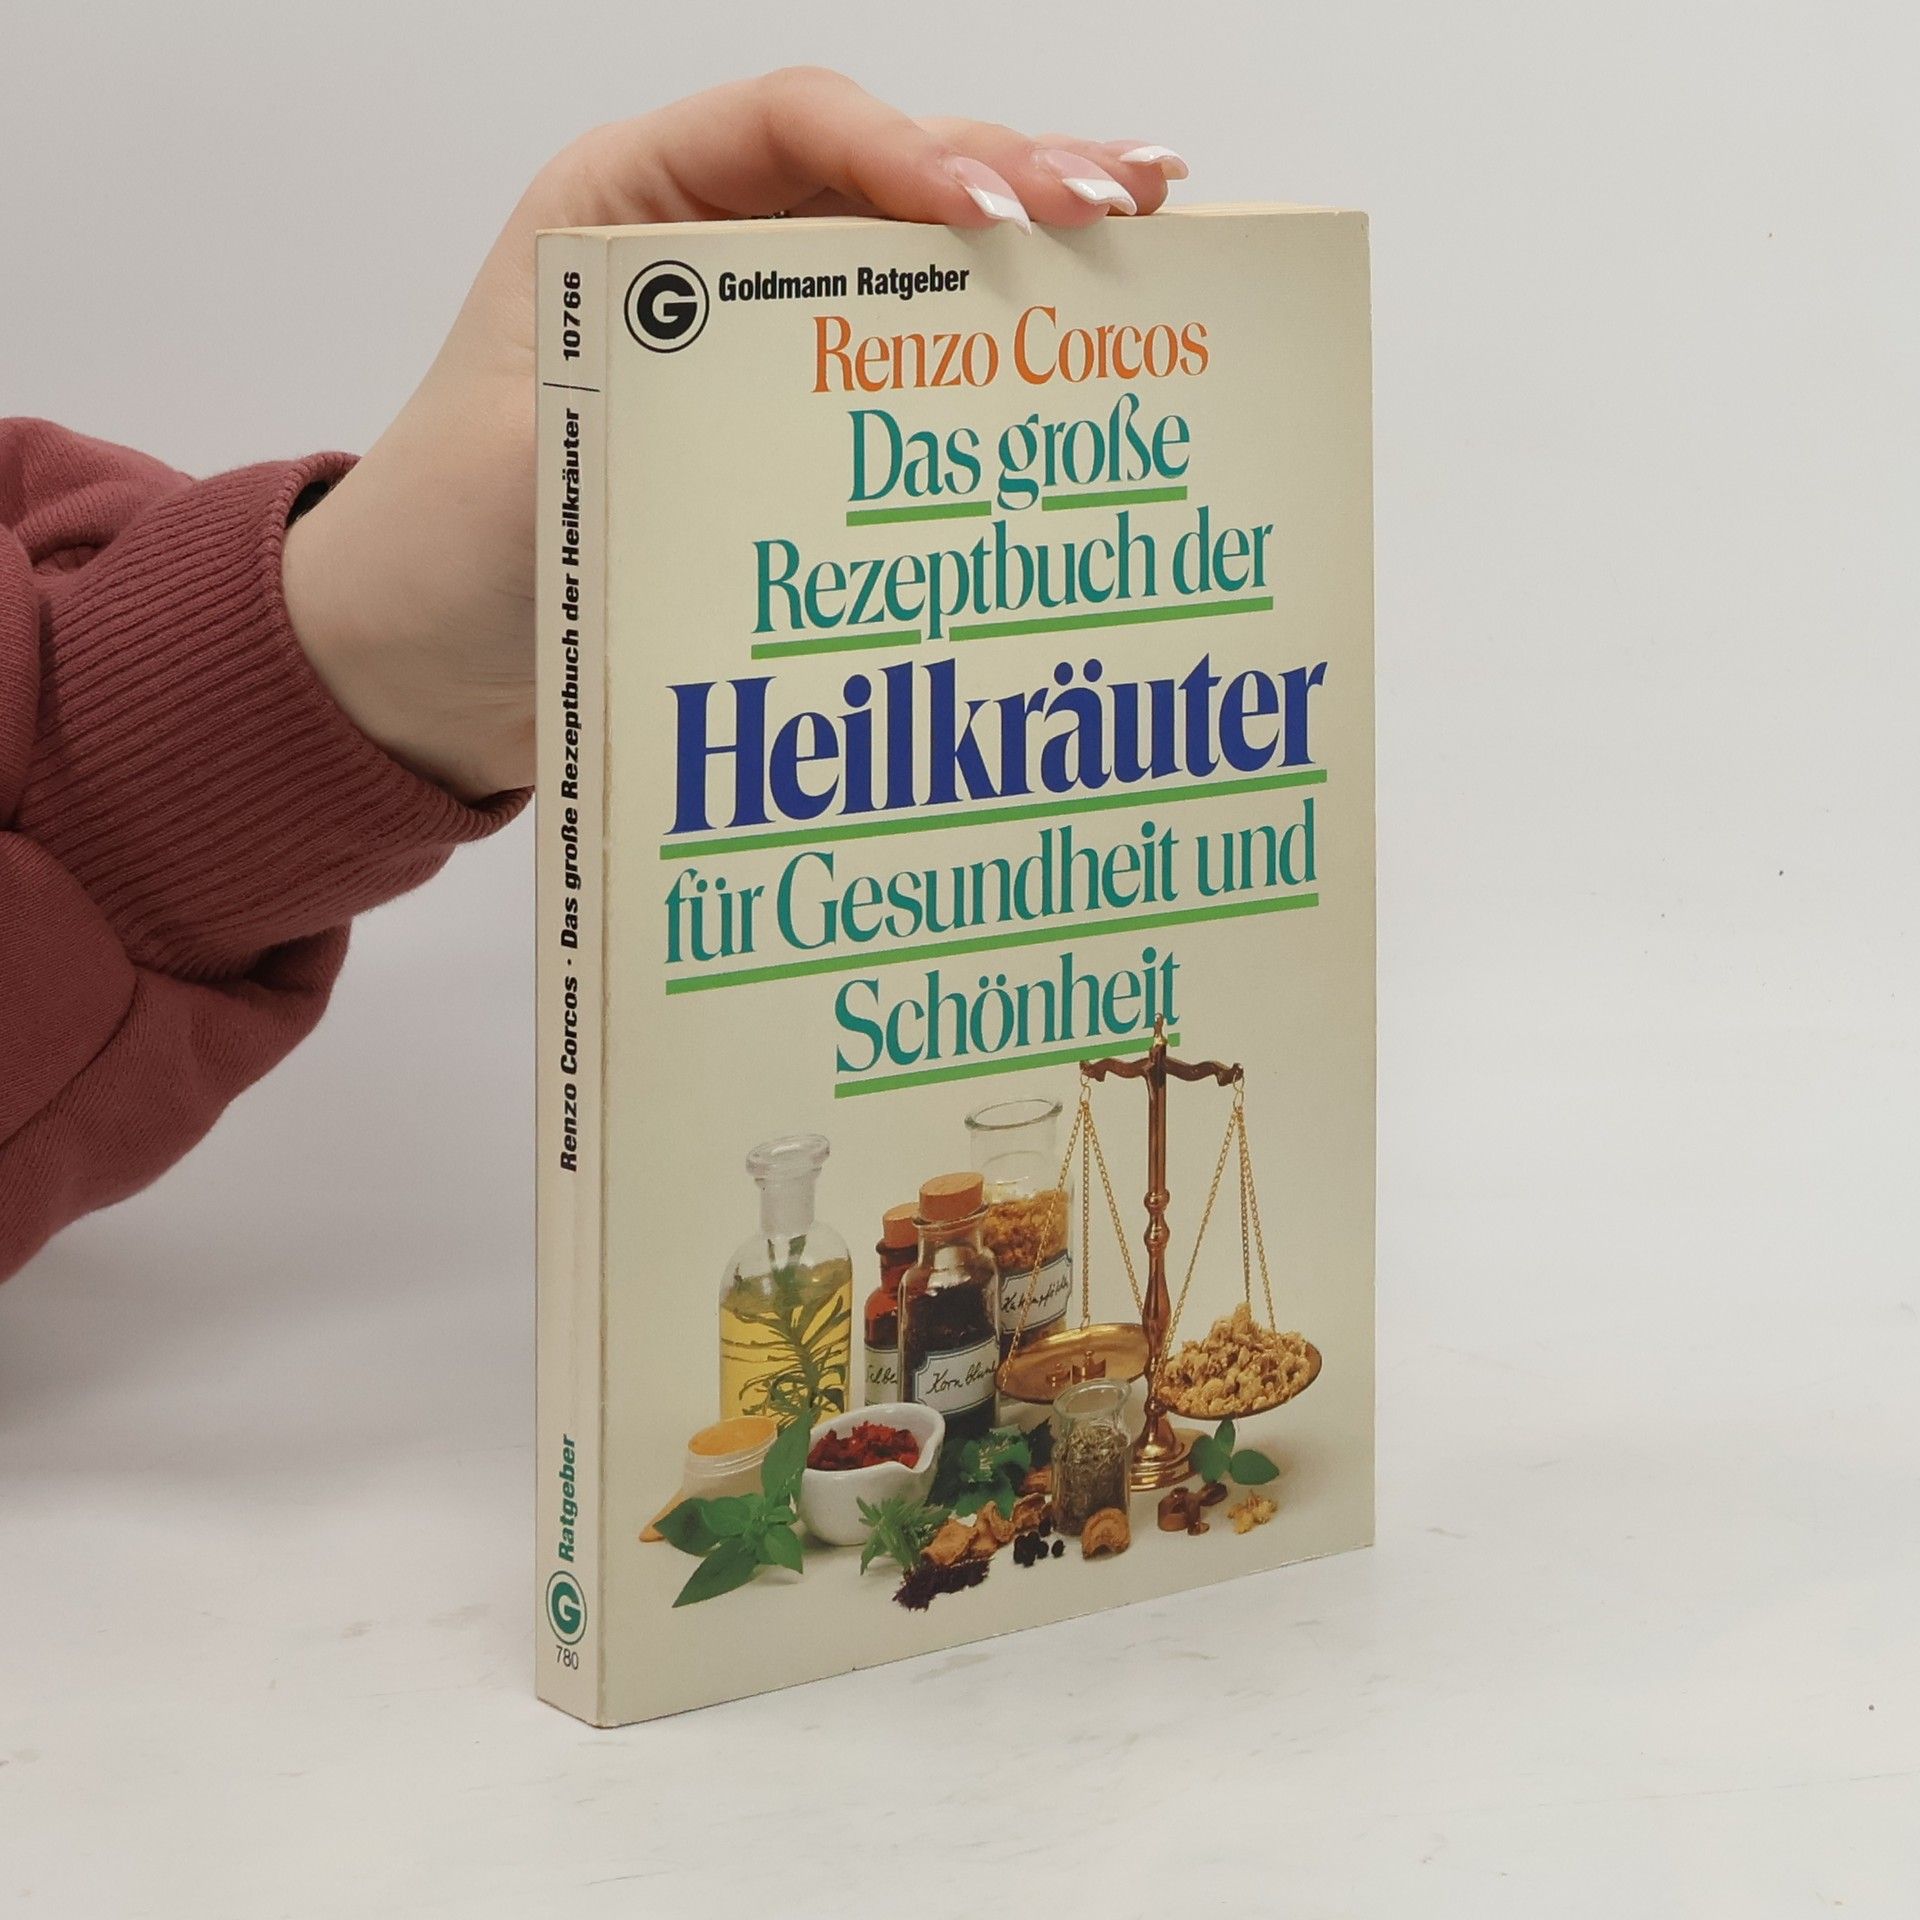 G
Goldmann Ratgeber
Renzo Corcos
Das große
Rezeptbuch der
Heilkräuter
für Gesundheit und
Schönheit
Korn
10766
Renzo Corcos · Das große Rezeptbuch der Heilkräuter
Ratgeber
G
780